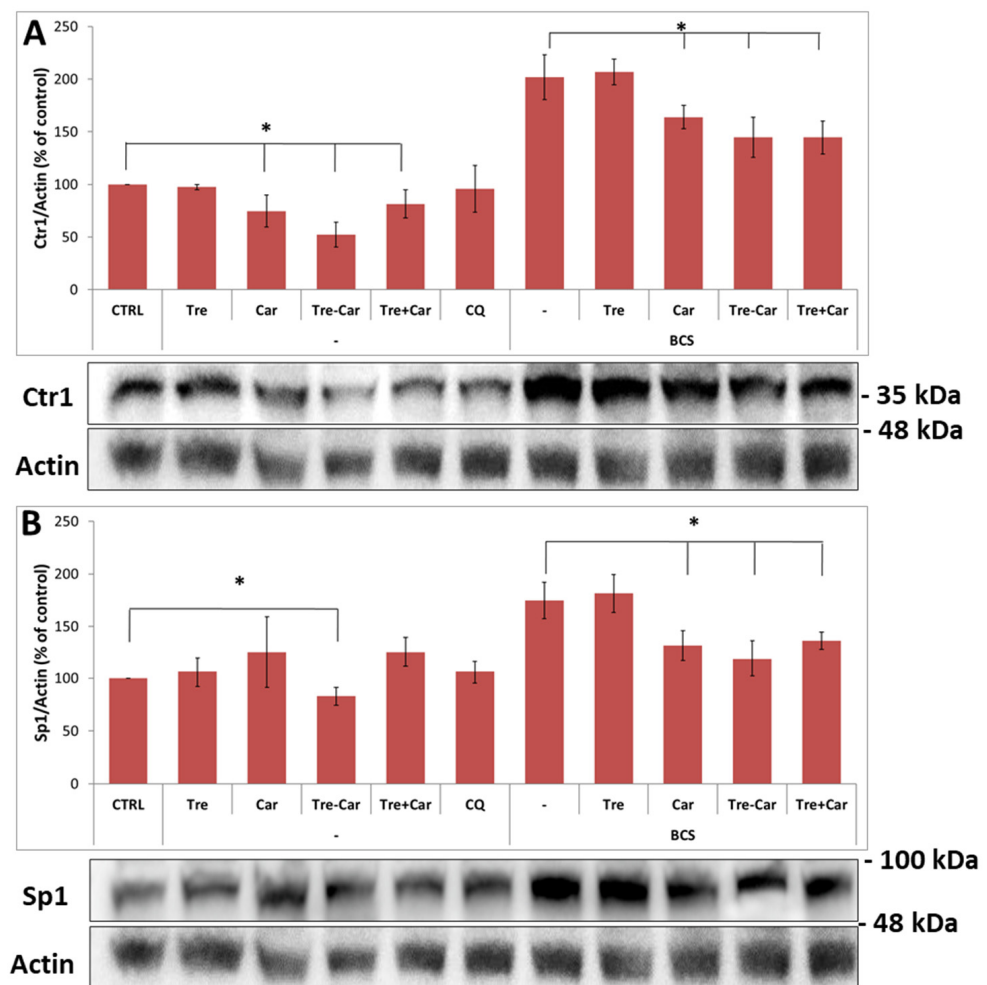 A
*
*
Ctr1/Actin (% of control)
250
200
150
100
50
0
CTRL Tre Car Tre-Car Tre+Car CQ - Tre Car Tre-Car Tre+Car
- BCS
Ctr1
- 35 kDa
- 48 kDa
Actin
B
*
*
Sp1/Actin (% of control)
250
200
150
100
50
0
CTRL Tre Car Tre-Car Tre+Car CQ - Tre Car Tre-Car Tre+Car
- BCS
- 100 kDa
Sp1
- 48 kDa
Actin